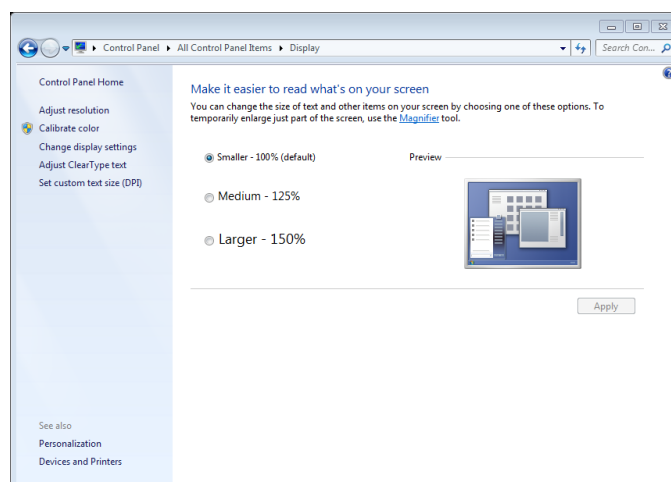 Control Panel ▸ All Control Panel Items ▸ Display
Search Con...
Control Panel Home
Adjust resolution
Calibrate color
Change display settings
Adjust ClearType text
Set custom text size (DPI)
Make it easier to read what's on your screen
You can change the size of text and other items on your screen by choosing one of these options. To
temporarily enlarge just part of the screen, use the Magnifier tool.
Smaller - 100% (default)
Preview
Medium - 125%
Larger - 150%
Apply
See also
Personalization
Devices and Printers